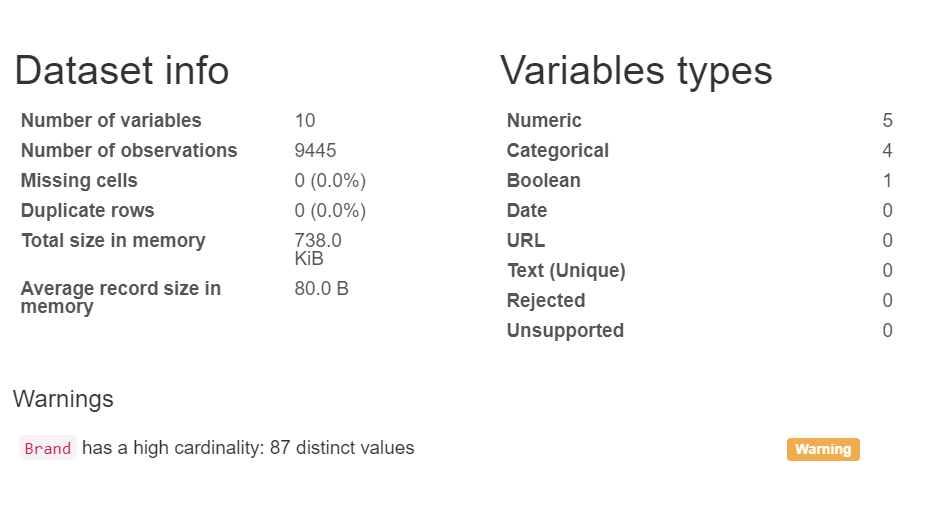 Dataset info
Number of variables 10
Number of observations 9445
Missing cells 0 (0.0%)
Duplicate rows 0 (0.0%)
Total size in memory 738.0
KiB
Average record size in 80.0 B
memory
Variables types
Numeric 5
Categorical 4
Boolean 1
Date 0
URL 0
Text (Unique) 0
Rejected 0
Unsupported 0
Warnings
Brand has a high cardinality: 87 distinct values Warning